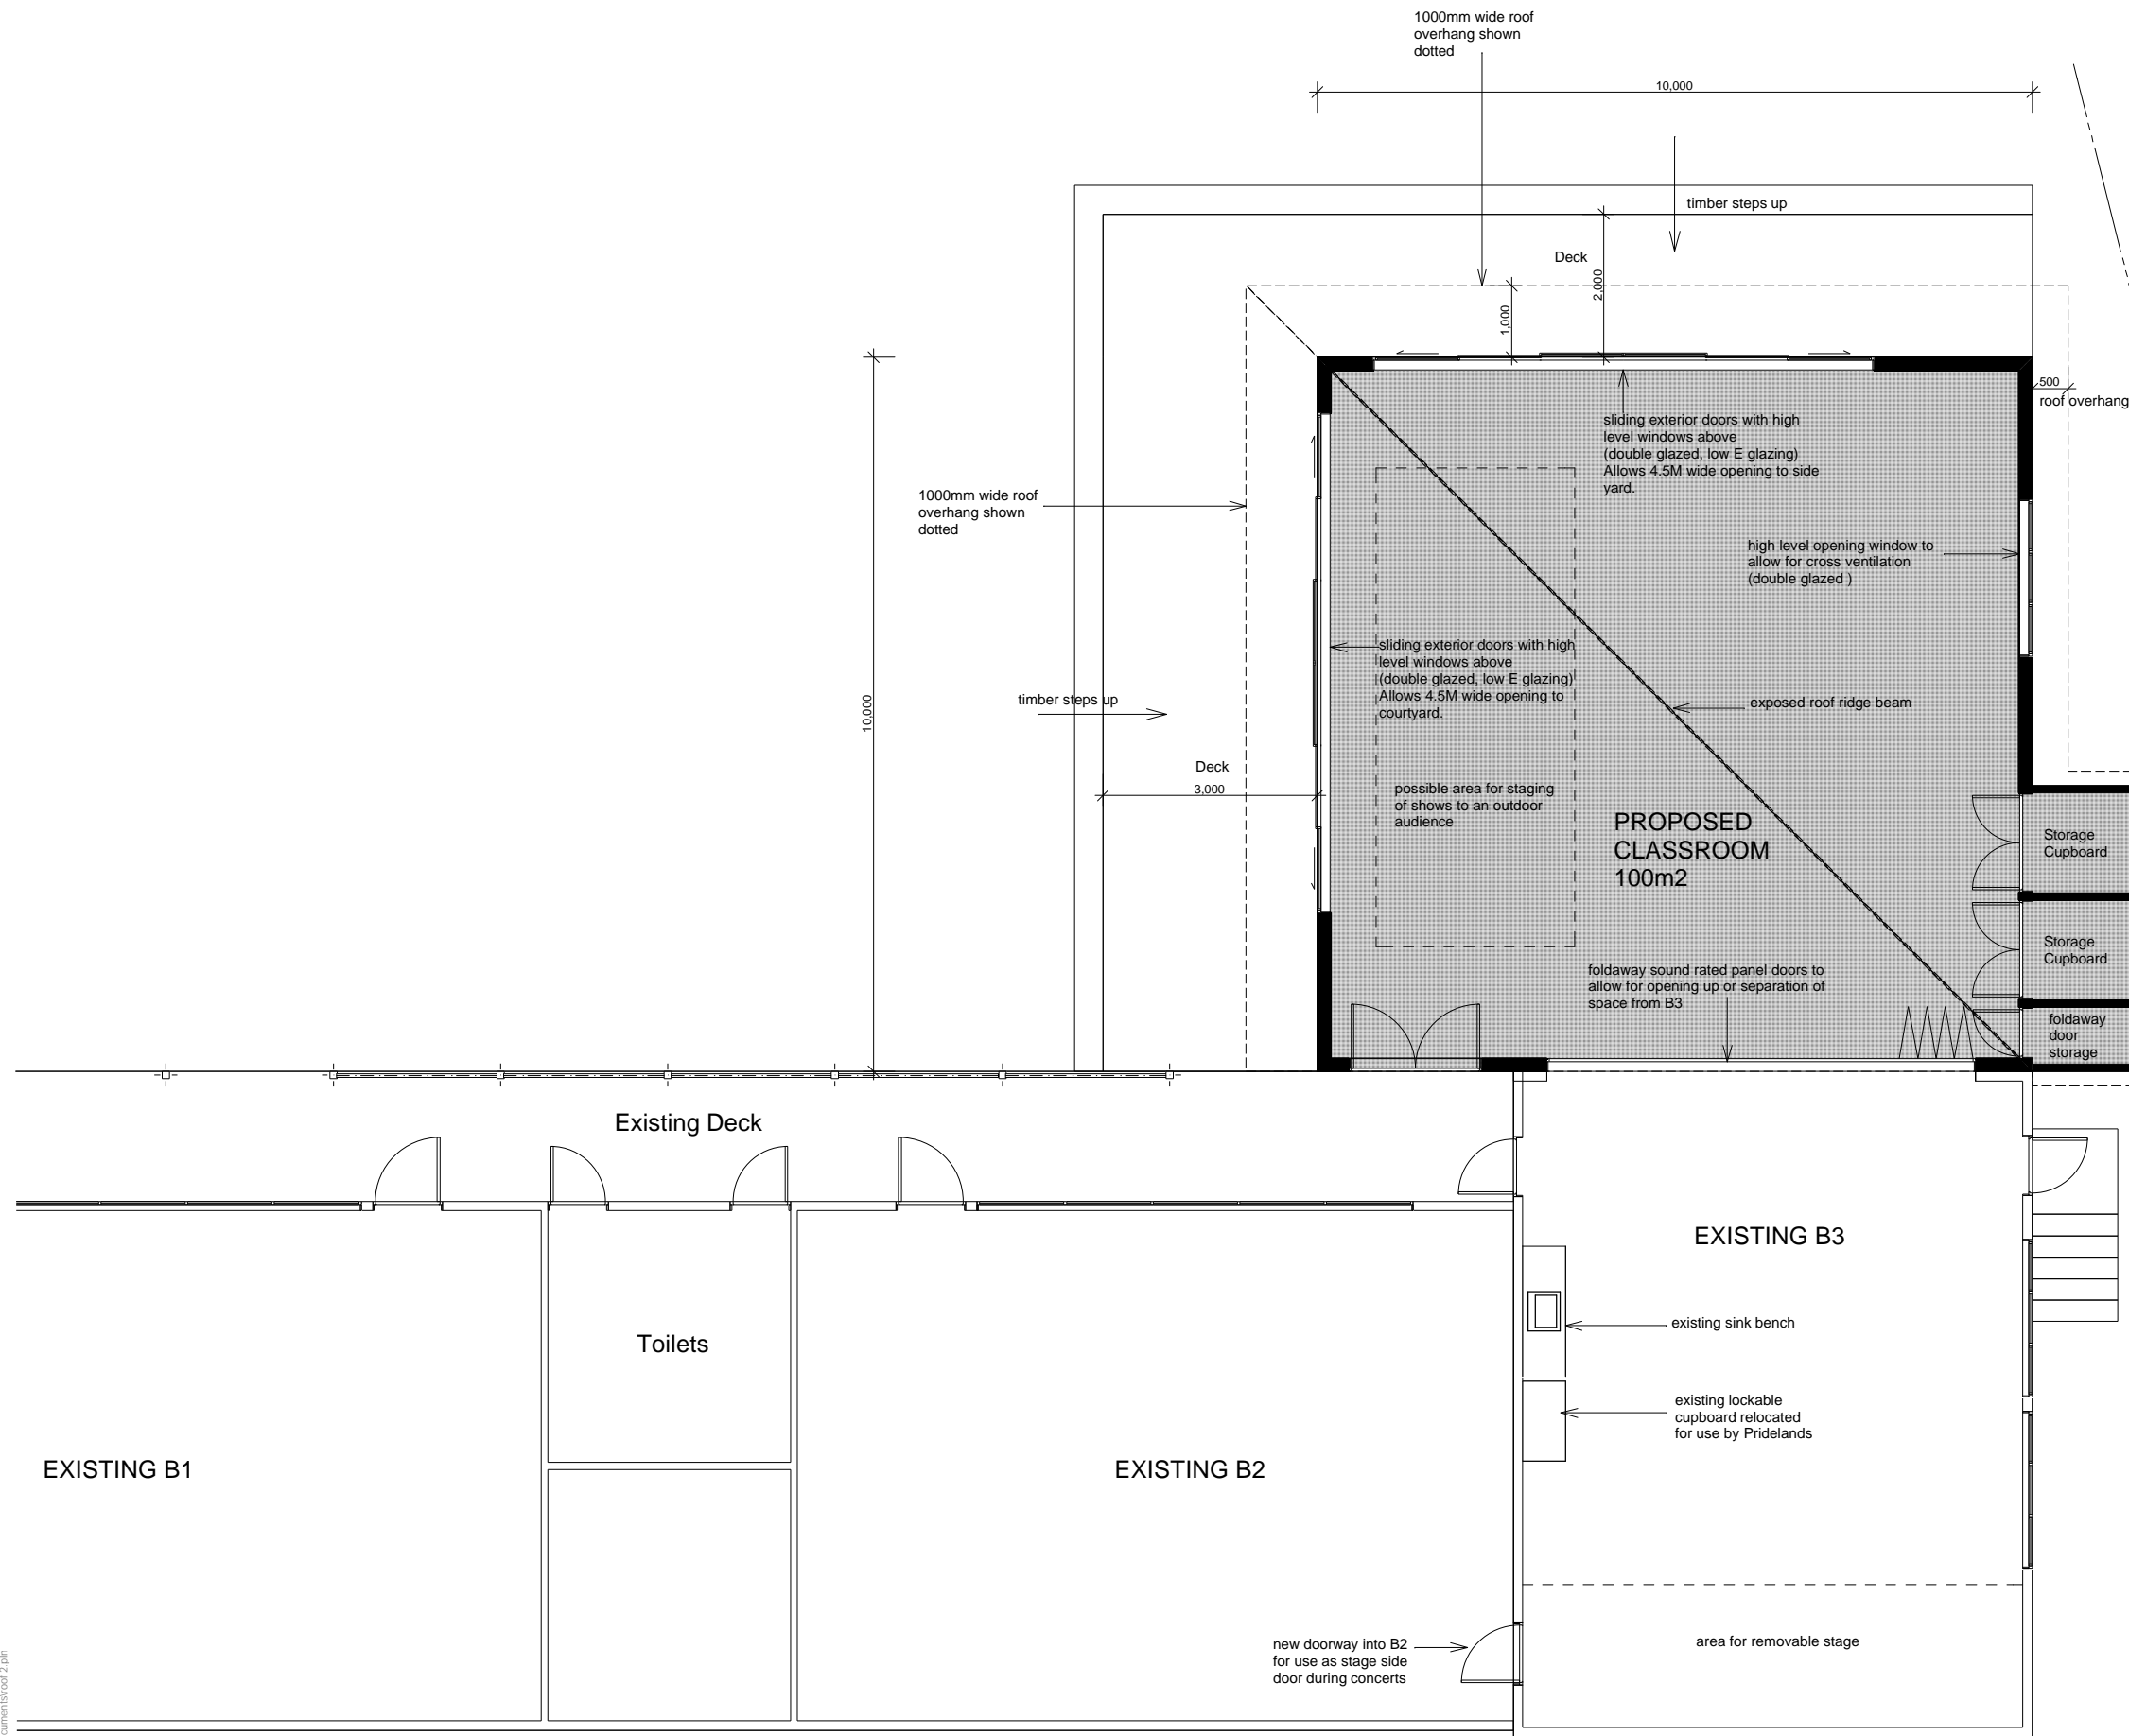 1000mm wide roof
overhang shown
dotted
10,000
timber steps up
Deck
2,000
1,000
500
roof overhang
sliding exterior doors with high
level windows above
(double glazed, low E glazing)
Allows 4.5M wide opening to side
yard.
1000mm wide roof
overhang shown
dotted
high level opening window to
allow for cross ventilation
(double glazed )
sliding exterior doors with high
level windows above
(double glazed, low E glazing)
Allows 4.5M wide opening to
courtyard.
timber steps up
10,000
exposed roof ridge beam
Deck
3,000
possible area for staging
of shows to an outdoor
audience
PROPOSED
CLASSROOM
100m2
Storage
Cupboard
Storage
Cupboard
foldaway sound rated panel doors to
allow for opening up or separation of
space from B3
foldaway
door
storage
Existing Deck
EXISTING B3
existing sink bench
Toilets
existing lockable
cupboard relocated
for use by Pridelands
EXISTING B1
EXISTING B2
new doorway into B2
for use as stage side
door during concerts
area for removable stage
cuments\roof 2.pln